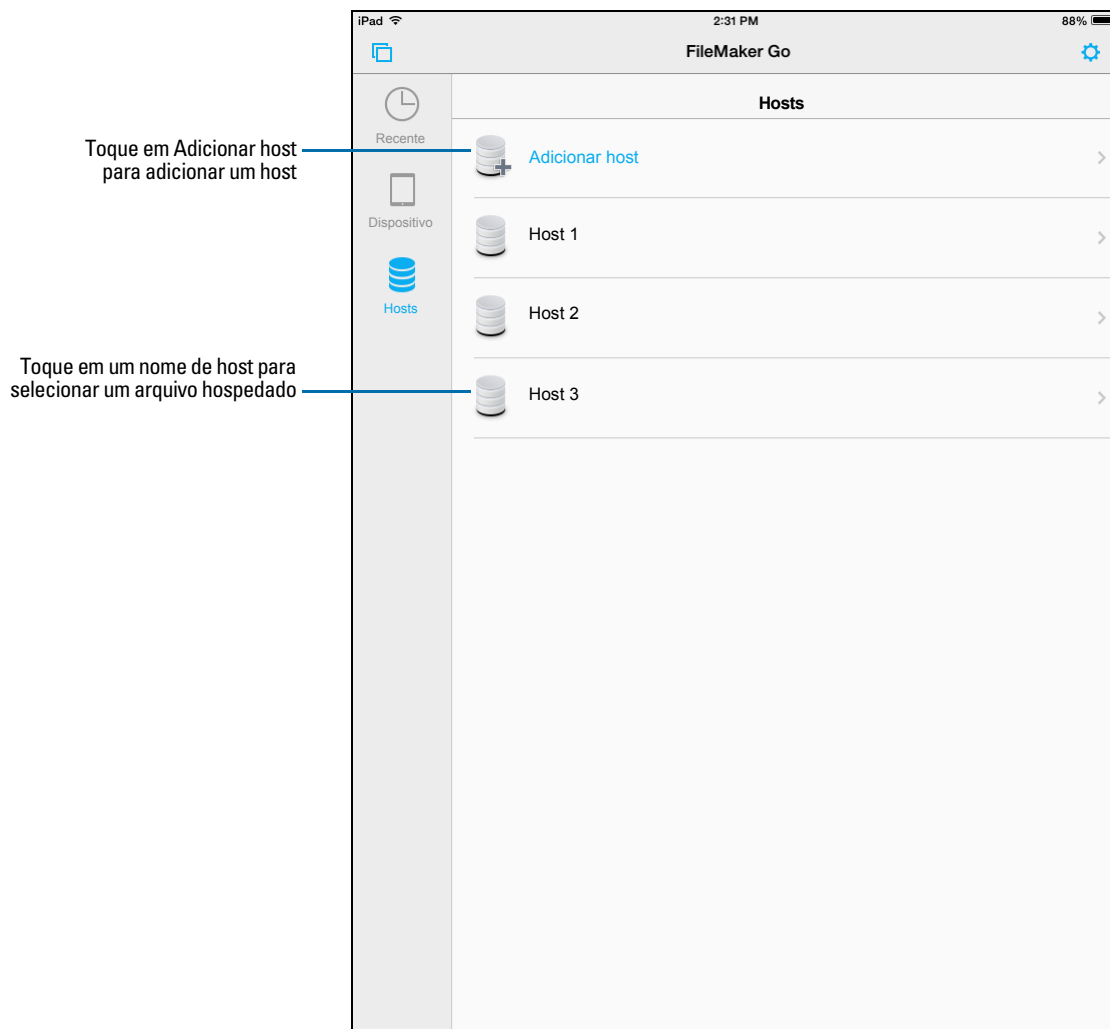 iPad 2:31 PM 88%
FileMaker Go
Hosts
Recente
Toque em Adicionar host
para adicionar um host
Adicionar host
Dispositivo
Host 1
Hosts
Host 2
Toque em um nome de host para
selecionar um arquivo hospedado
Host 3